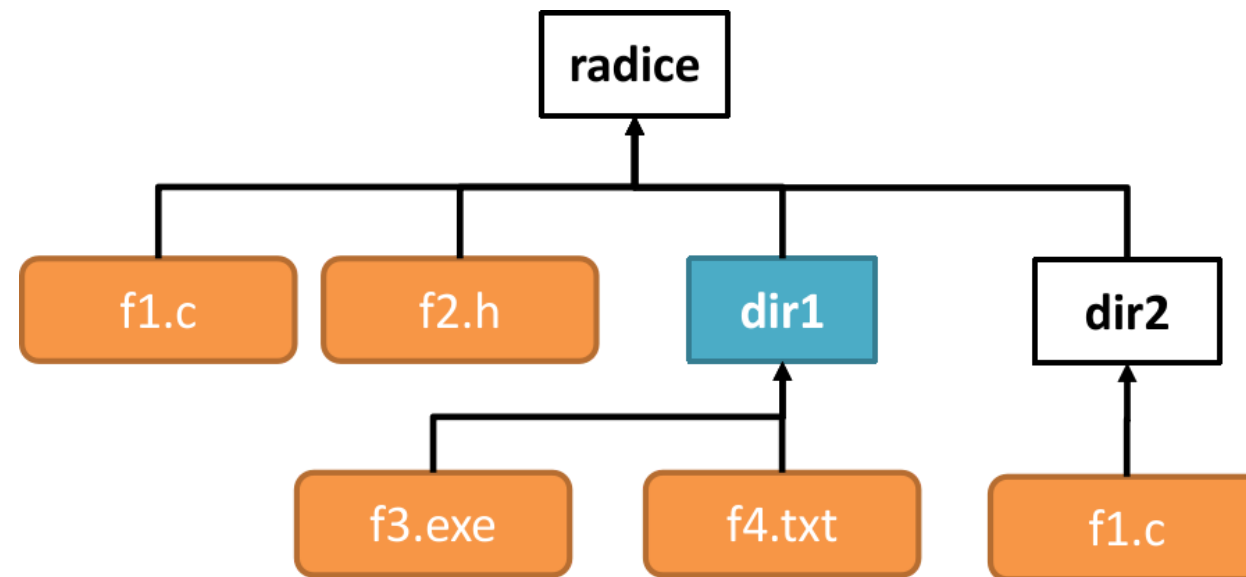 radice
f1.c
f2.h
dir1
dir2
f3.exe
f4.txt
f1.c